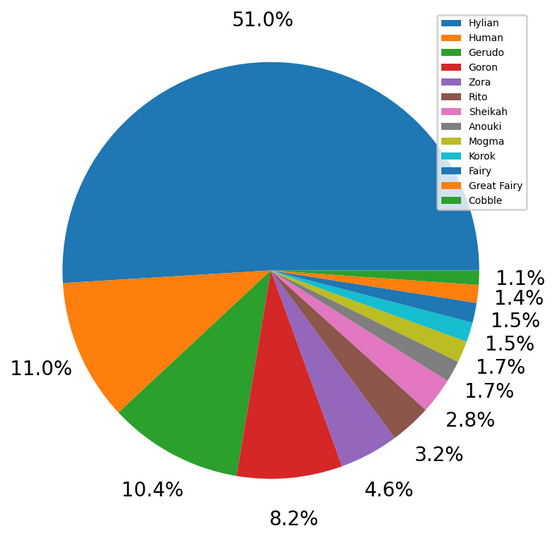 51.0%
Hylian
Human
Gerudo
Goron
Zora
Rito
Sheikah
Anouki
Mogma
Korok
Fairy
Great Fairy
Cobble
1.1%
1.4%
1.5%
1.5%
1.7%
1.7%
2.8%
3.2%
4.6%
8.2%
10.4%
11.0%